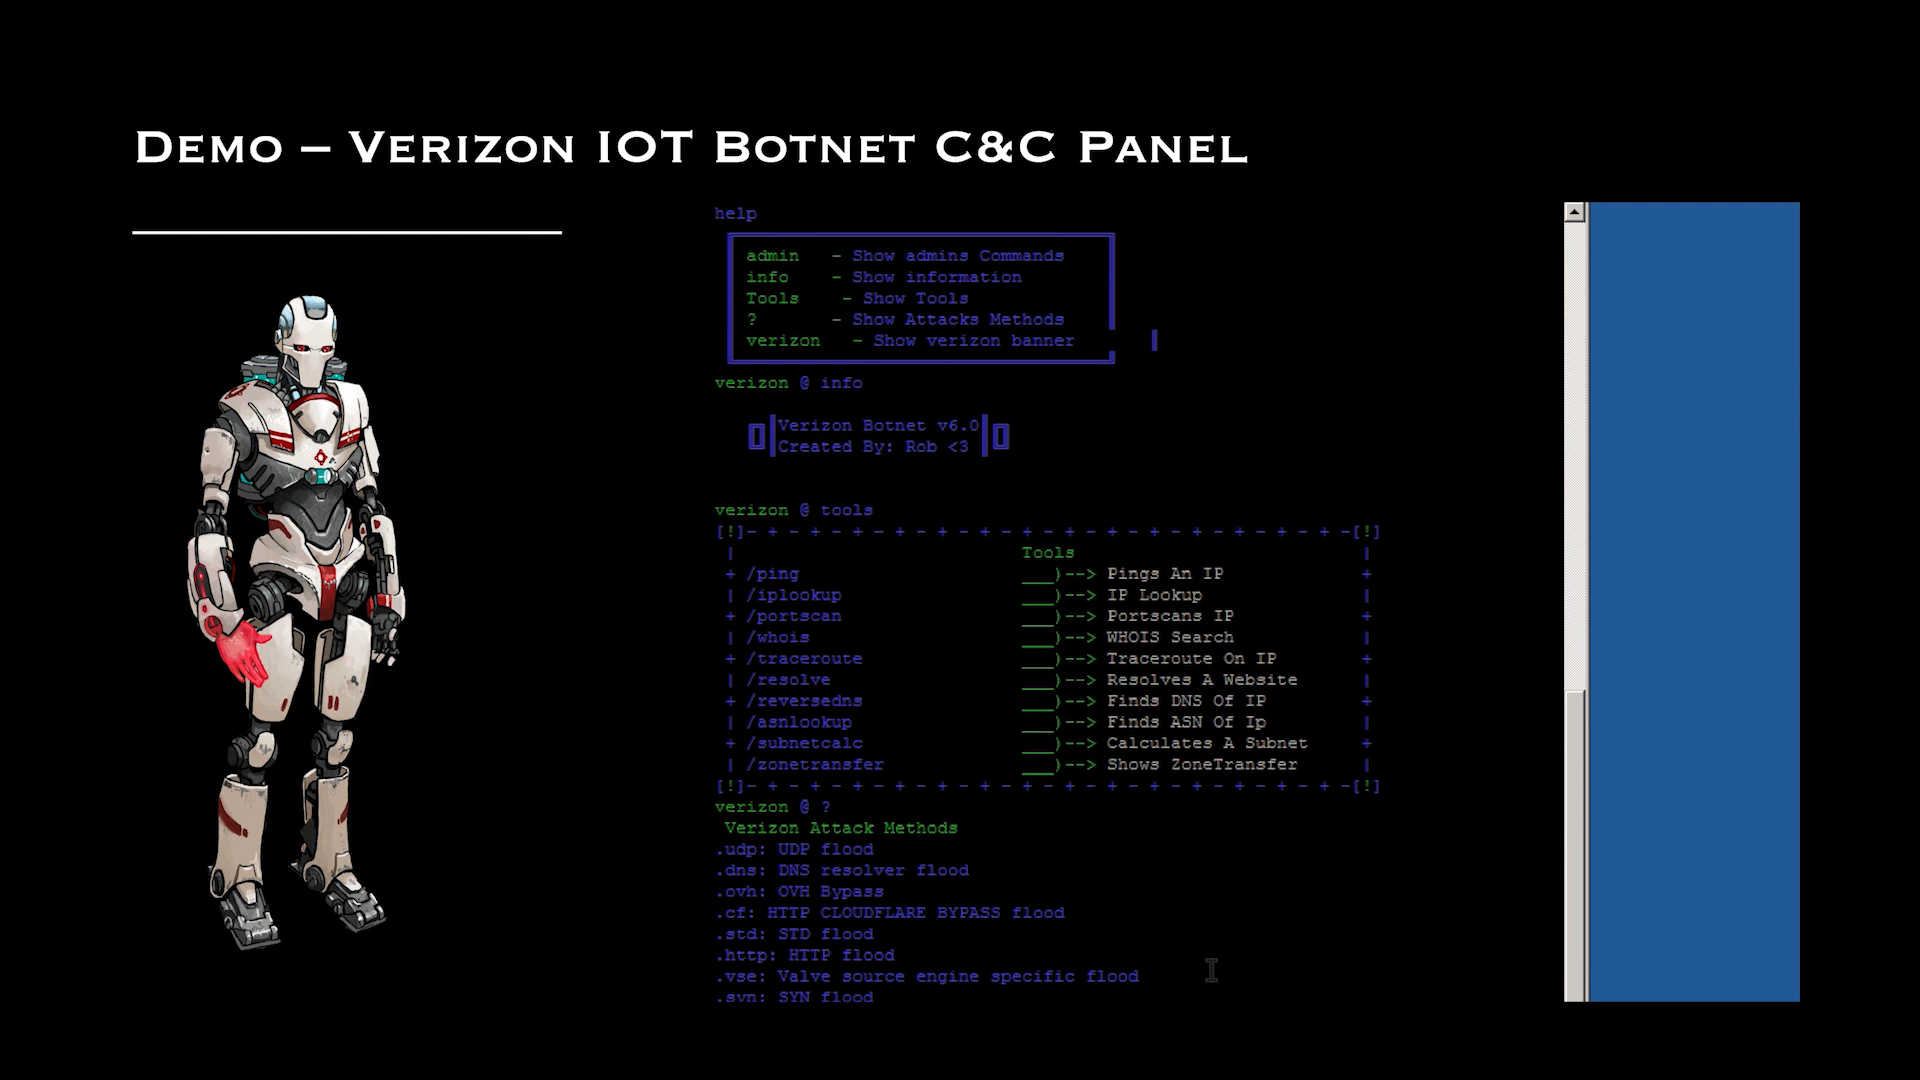 DEMO – VERIZON IOT BOTNET C&C PANEL
help
admin - Show admins Commands
info - Show information
Tools - Show Tools
? - Show Attacks Methods
verizon - Show verizon banner
verizon @ info
Verizon Botnet v6.0
Created By: Rob <3
verizon @ tools
[!]- + - + - + - + - + - + - + - + - + - + - + - + - + - + -[!]
| Tools |
+ /ping ___)--> Pings An IP +
| /iplookup ___)--> IP Lookup |
+ /portscan ___)--> Portscans IP +
| /whois ___)--> WHOIS Search |
+ /traceroute ___)--> Traceroute On IP +
| /resolve ___)--> Resolves A Website |
+ /reversedns ___)--> Finds DNS Of IP +
| /asnlookup ___)--> Finds ASN Of Ip |
+ /subnetcalc ___)--> Calculates A Subnet +
| /zonetransfer ___)--> Shows ZoneTransfer |
[!]- + - + - + - + - + - + - + - + - + - + - + - + - + - + -[!]
verizon @ ?
Verizon Attack Methods
.udp: UDP flood
.dns: DNS resolver flood
.ovh: OVH Bypass
.cf: HTTP CLOUDFLARE BYPASS flood
.std: STD flood
.http: HTTP flood
.vse: Valve source engine specific flood
.syn: SYN flood